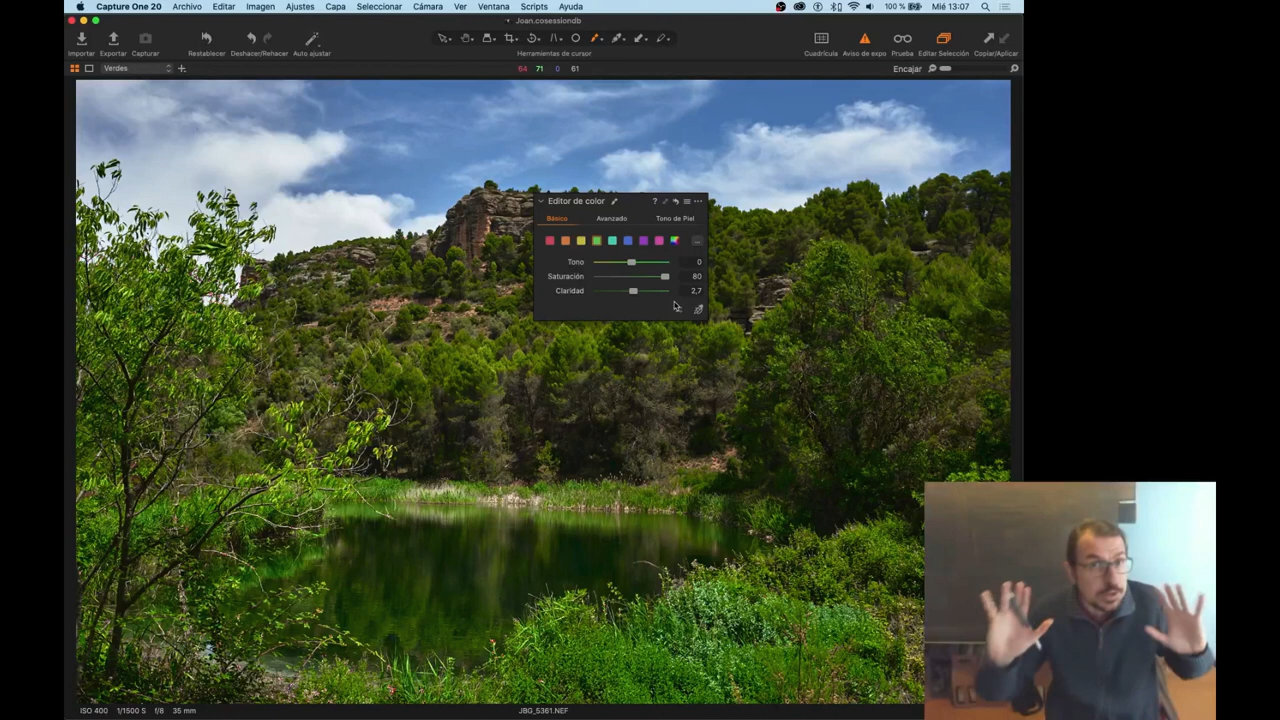 Capture One 20 Archivo Editar Imagen Ajustes Capa Seleccionar Cámara Ver Ventana Scripts Ayuda 100 % Mié 13:07
Joan.cosessiondb
Importar Exportar Capturar Restablecer Deshacer/Rehacer Auto ajustar Herramientas de cursor Cuadrícula Aviso de expo Prueba Editar Selección Copiar/Aplicar
Verdes 64 71 0 61 Encajar
Editor de color ?
Básico Avanzado Tono de Piel
Tono 0
Saturación 80
Claridad 2,7
ISO 400 1/1500 S f/8 35 mm JBG_5361.NEF